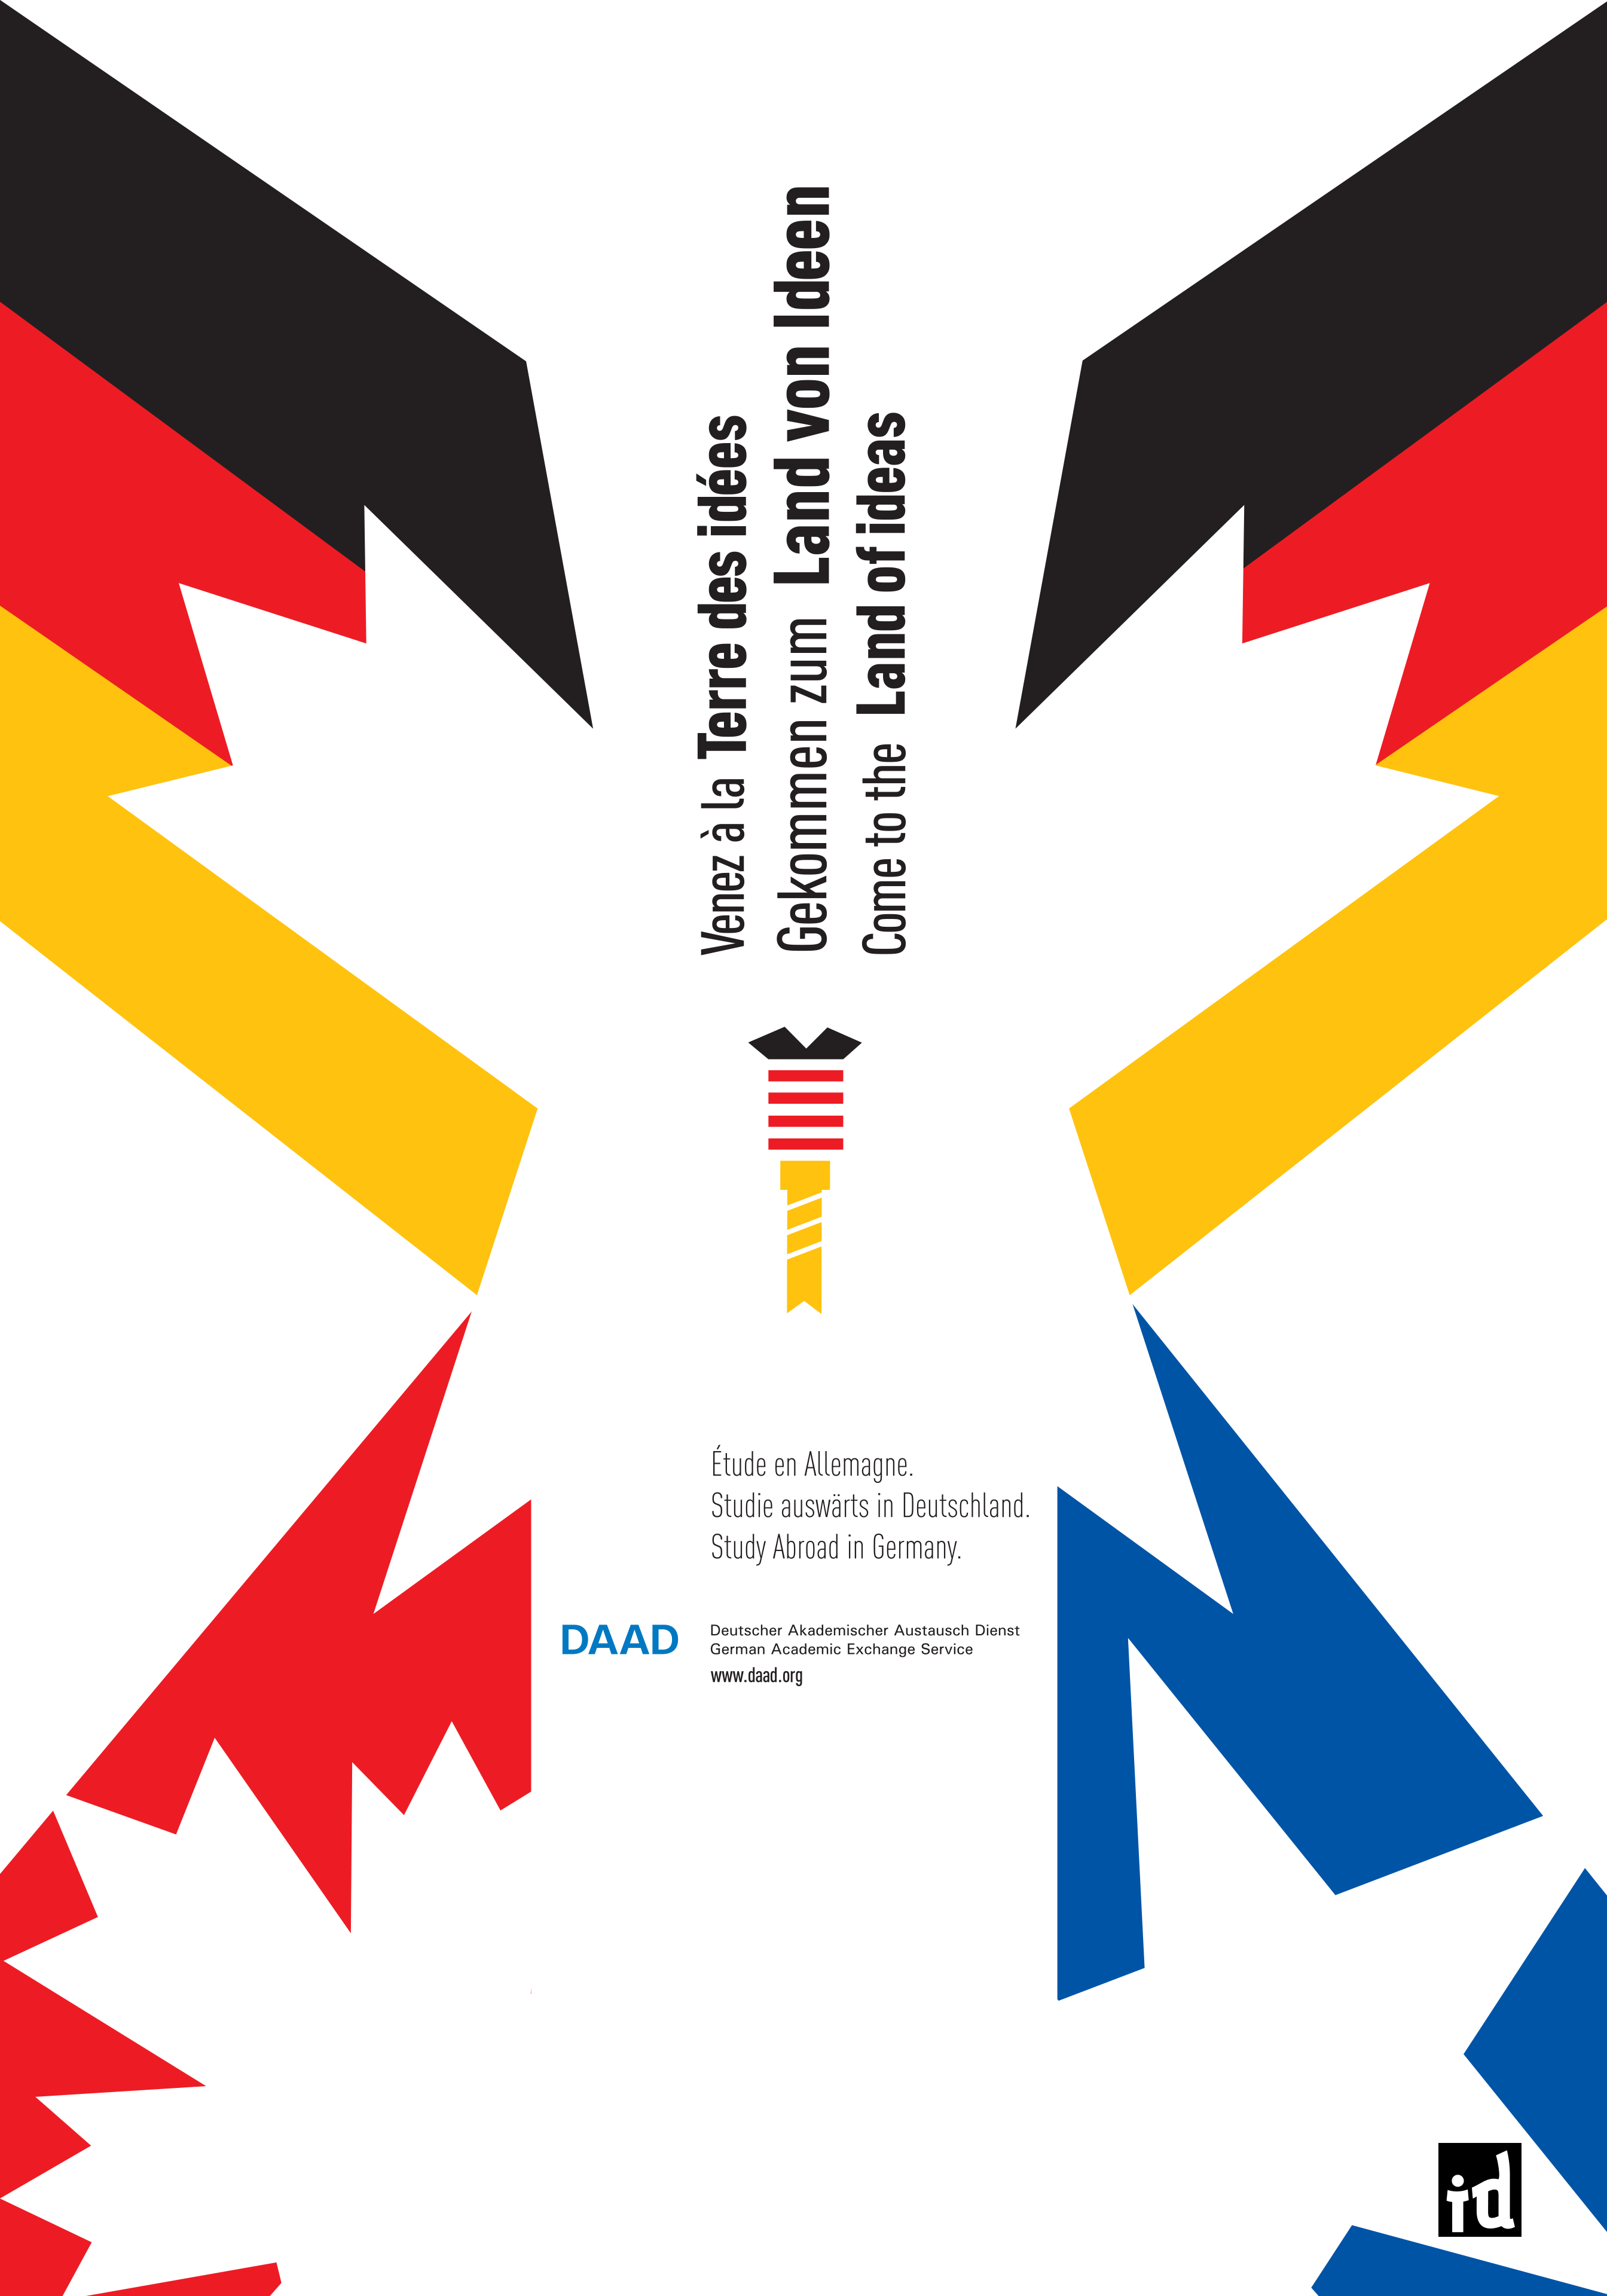 Venez à la Terre des idées
Gekommen zum Land von Ideen
Come to the Land of ideas
Étude en Allemagne.
Studie auswärts in Deutschland.
Study Abroad in Germany.
DAAD
Deutscher Akademischer Austausch Dienst
German Academic Exchange Service
www.daad.org
id